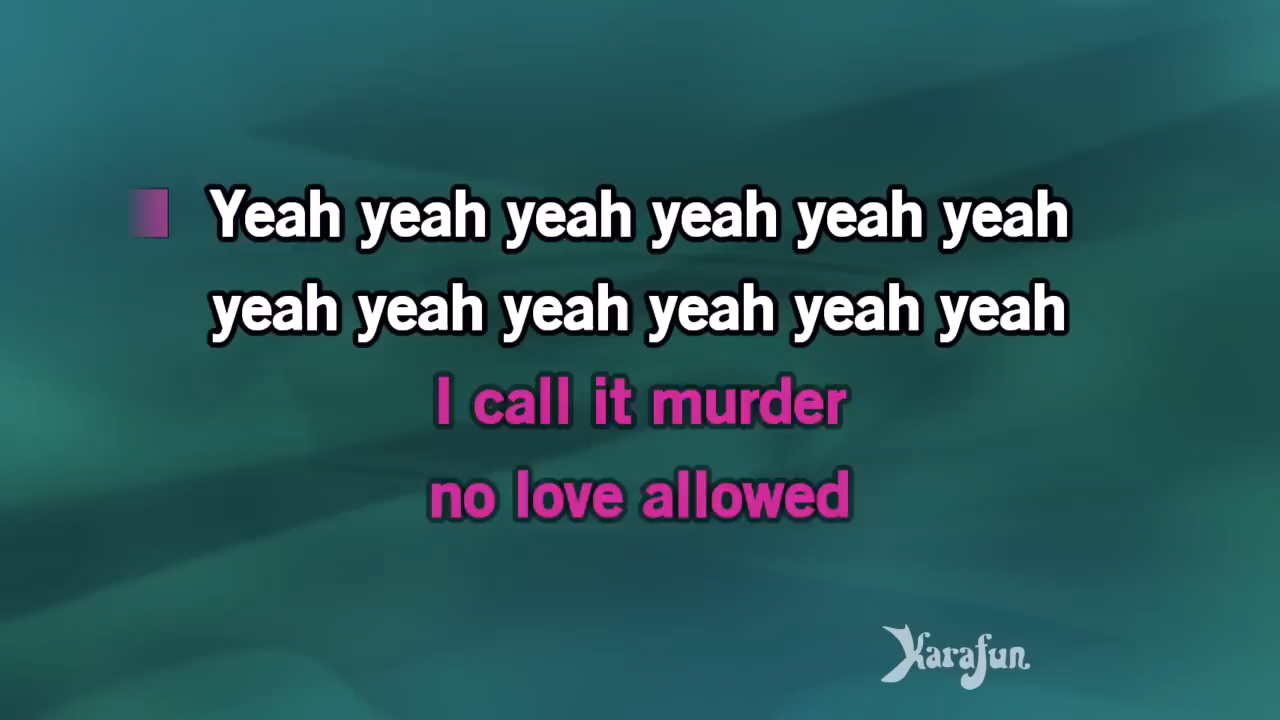 Yeah yeah yeah yeah yeah yeah
yeah yeah yeah yeah yeah yeah
I call it murder
no love allowed
Karafun